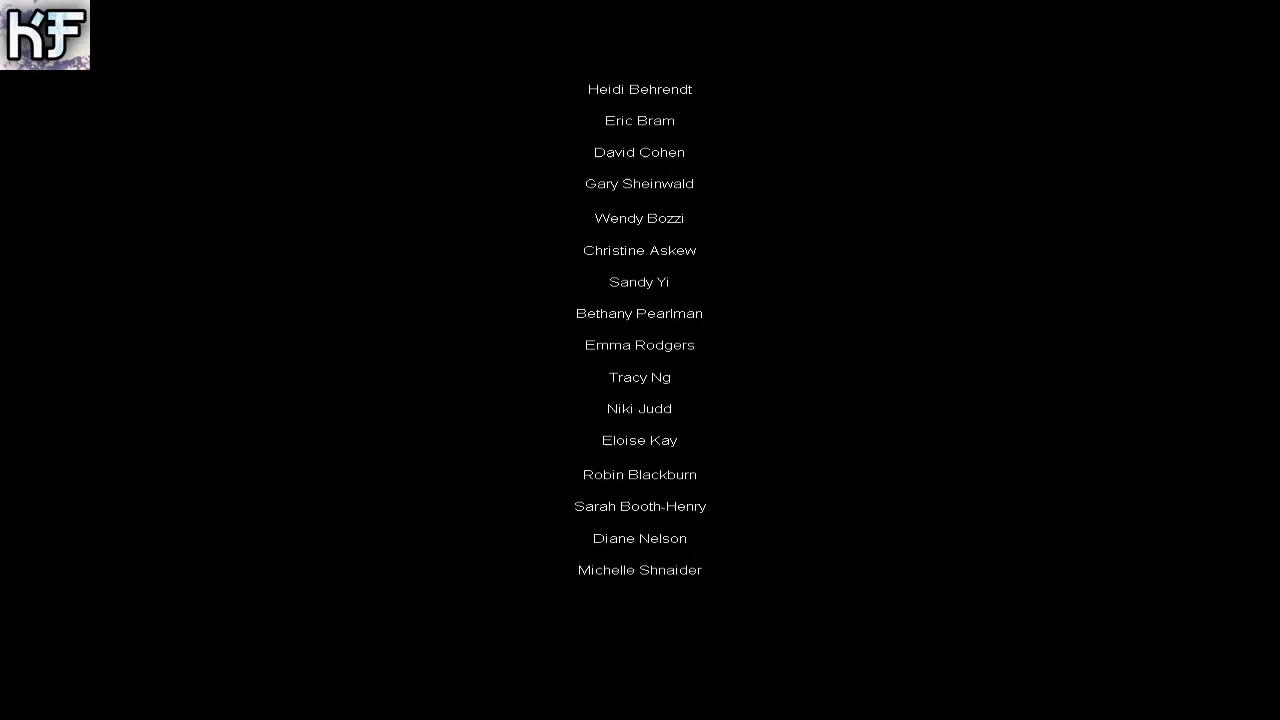 KF
Heidi Behrendt
Eric Bram
David Cohen
Gary Sheinwald
Wendy Bozzi
Christine Askew
Sandy Yi
Bethany Pearlman
Emma Rodgers
Tracy Ng
Niki Judd
Eloise Kay
Robin Blackburn
Sarah Booth-Henry
Diane Nelson
Michelle Shnaider